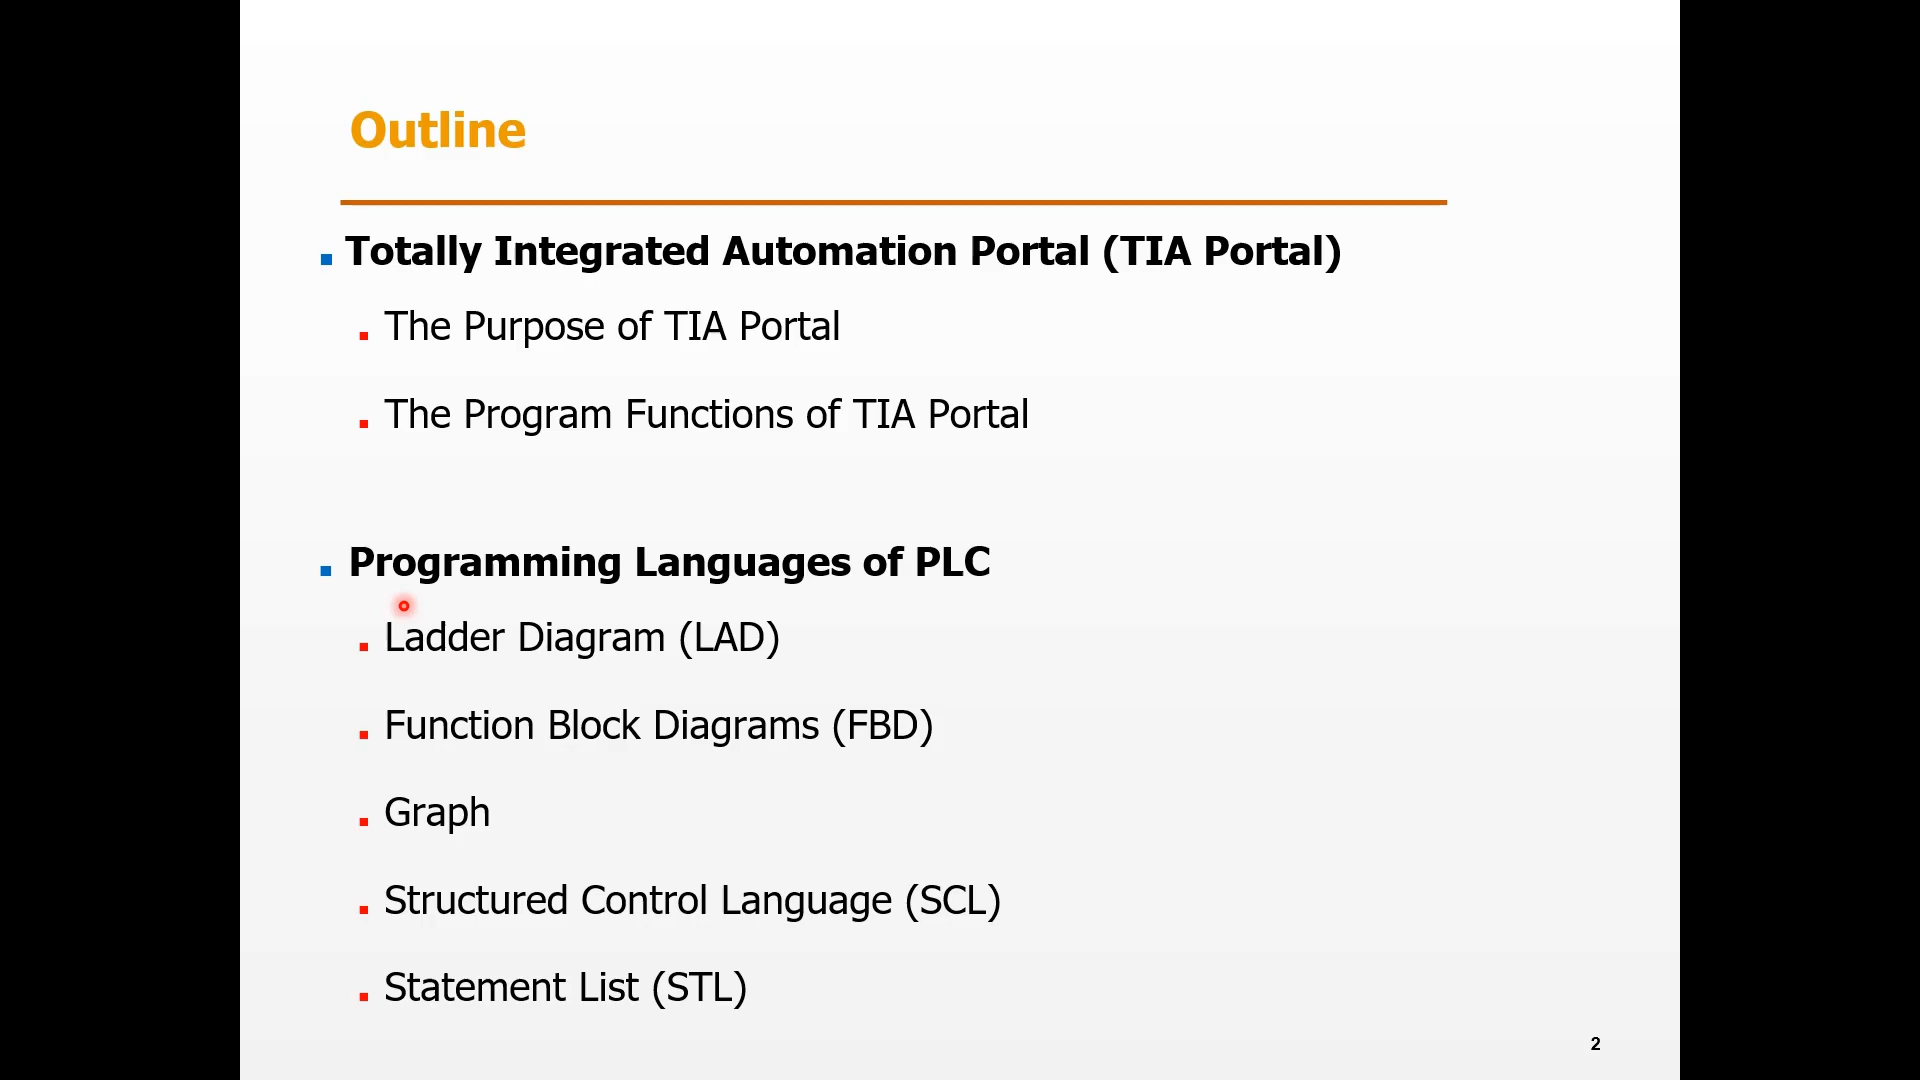 Outline
Totally Integrated Automation Portal (TIA Portal)
The Purpose of TIA Portal
The Program Functions of TIA Portal
Programming Languages of PLC
Ladder Diagram (LAD)
Function Block Diagrams (FBD)
Graph
Structured Control Language (SCL)
Statement List (STL)
2